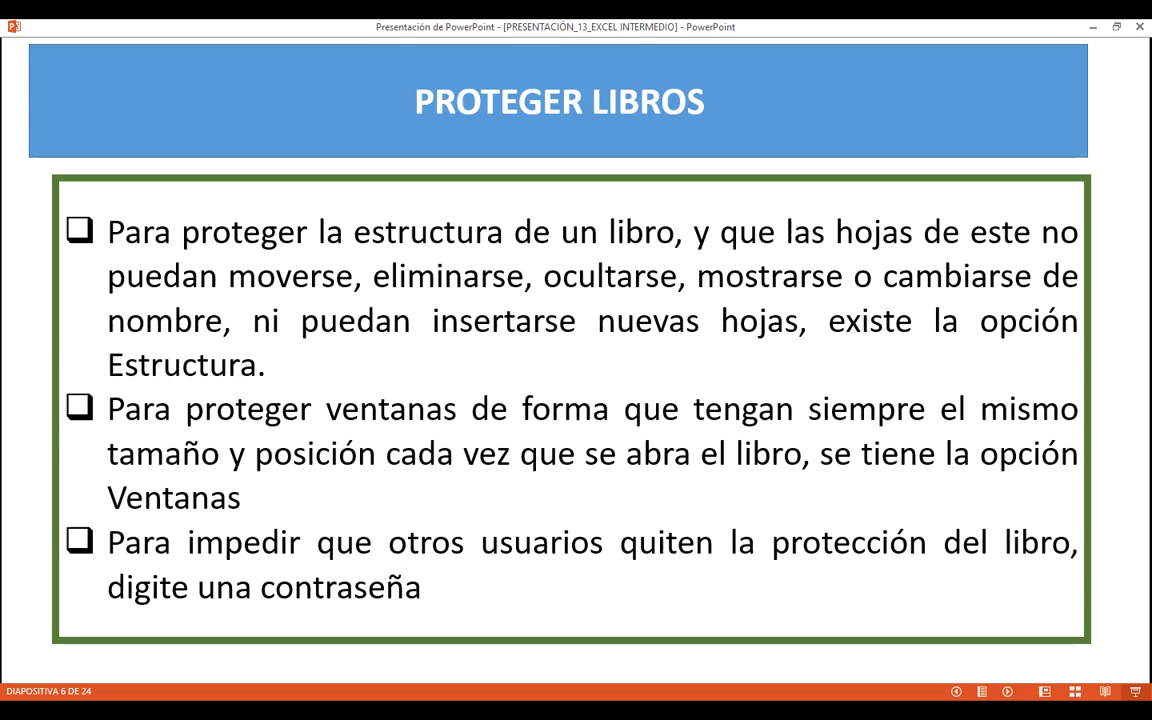 Presentación de PowerPoint - [PRESENTACIÓN_13_EXCEL INTERMEDIO] - PowerPoint
PROTEGER LIBROS
Para proteger la estructura de un libro, y que las hojas de este no
puedan moverse, eliminarse, ocultarse, mostrarse o cambiarse de
nombre, ni puedan insertarse nuevas hojas, existe la opción
Estructura.
Para proteger ventanas de forma que tengan siempre el mismo
tamaño y posición cada vez que se abra el libro, se tiene la opción
Ventanas
Para impedir que otros usuarios quiten la protección del libro,
digite una contraseña
DIAPOSITIVA 6 DE 24